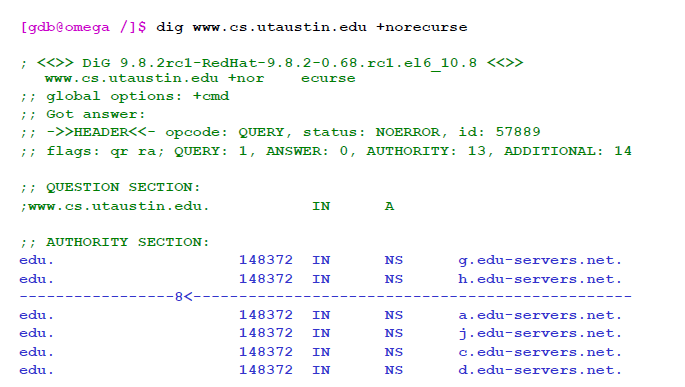 [gdb@omega /]$ dig www.cs.utaustin.edu +norecurse
; <<>> DiG 9.8.2rc1-RedHat-9.8.2-0.68.rc1.el6_10.8 <<>>
www.cs.utaustin.edu +nor ecurse
;; global options: +cmd
;; Got answer:
;; ->>HEADER<<- opcode: QUERY, status: NOERROR, id: 57889
;; flags: qr ra; QUERY: 1, ANSWER: 0, AUTHORITY: 13, ADDITIONAL: 14
;; QUESTION SECTION:
;www.cs.utaustin.edu. IN A
;; AUTHORITY SECTION:
edu. 148372 IN NS g.edu-servers.net.
edu. 148372 IN NS h.edu-servers.net.
-----------------8<------------------------------------------------
edu. 148372 IN NS a.edu-servers.net.
edu. 148372 IN NS j.edu-servers.net.
edu. 148372 IN NS c.edu-servers.net.
edu. 148372 IN NS d.edu-servers.net.